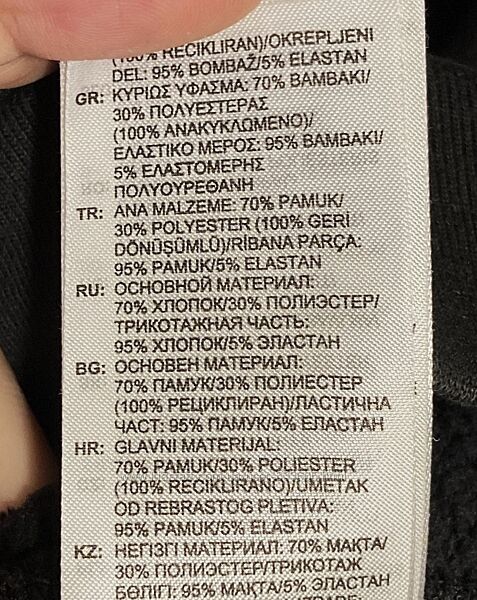 (100% RECIKLIRAN)/OKREPLJENI
DEL: 95% BOMBAŽ/5% ELASTAN
GR: ΚΥΡΙΩΣ ΥΦΑΣΜΑ: 70% ΒΑΜΒΑΚΙ/
30% ΠΟΛΥΕΣΤΕΡΑΣ
(100% ΑΝΑΚΥΚΛΩΜΕΝΟ)/
ΕΛΑΣΤΙΚΟ ΜΕΡΟΣ: 95% ΒΑΜΒΑΚΙ/
5% ΕΛΑΣΤΟΜΕΡΗΣ
ΠΟΛΥΟΥΡΕΘΑΝΗ
TR: ANA MALZEME: 70% PAMUK/
30% POLYESTER (100% GERİ
DÖNÜŞÜMLÜ)/RİBANA PARÇA:
95% PAMUK/5% ELASTAN
RU: ОСНОВНОЙ МАТЕРИАЛ:
70% ХЛОПОК/30% ПОЛИЭСТЕР/
ТРИКОТАЖНАЯ ЧАСТЬ:
95% ХЛОПОК/5% ЭЛАСТАН
BG: ОСНОВЕН МАТЕРИАЛ:
70% ПАМУК/30% ПОЛИЕСТЕР
(100% РЕЦИКЛИРАН)/ЛАСТИЧНА
ЧАСТ: 95% ПАМУК/5% ЕЛАСТАН
HR: GLAVNI MATERIJAL:
70% PAMUK/30% POLIESTER
(100% RECIKLIRANO)/UMETAK
OD REBRASTOG PLETIVA:
95% PAMUK/5% ELASTAN
KZ: НЕГІЗГІ МАТЕРИАЛ: 70% МАҚТА/
30% ПОЛИЭСТЕР/ТРИКОТАЖ
БӨЛІГІ: 95% МАҚТА/5% ЭЛАСТАН